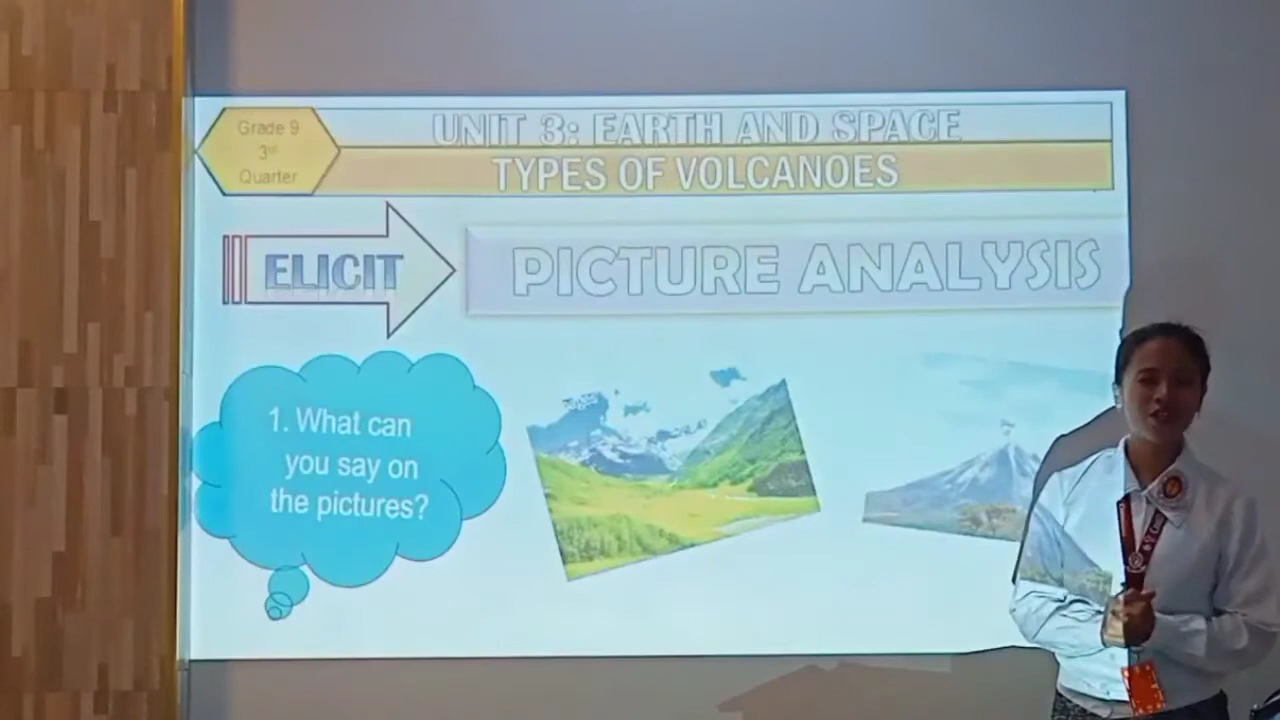 Grade 9
3rd
Quarter
UNIT 3: EARTH AND SPACE
TYPES OF VOLCANOES
ELICIT
PICTURE ANALYSIS
1. What can
you say on
the pictures?